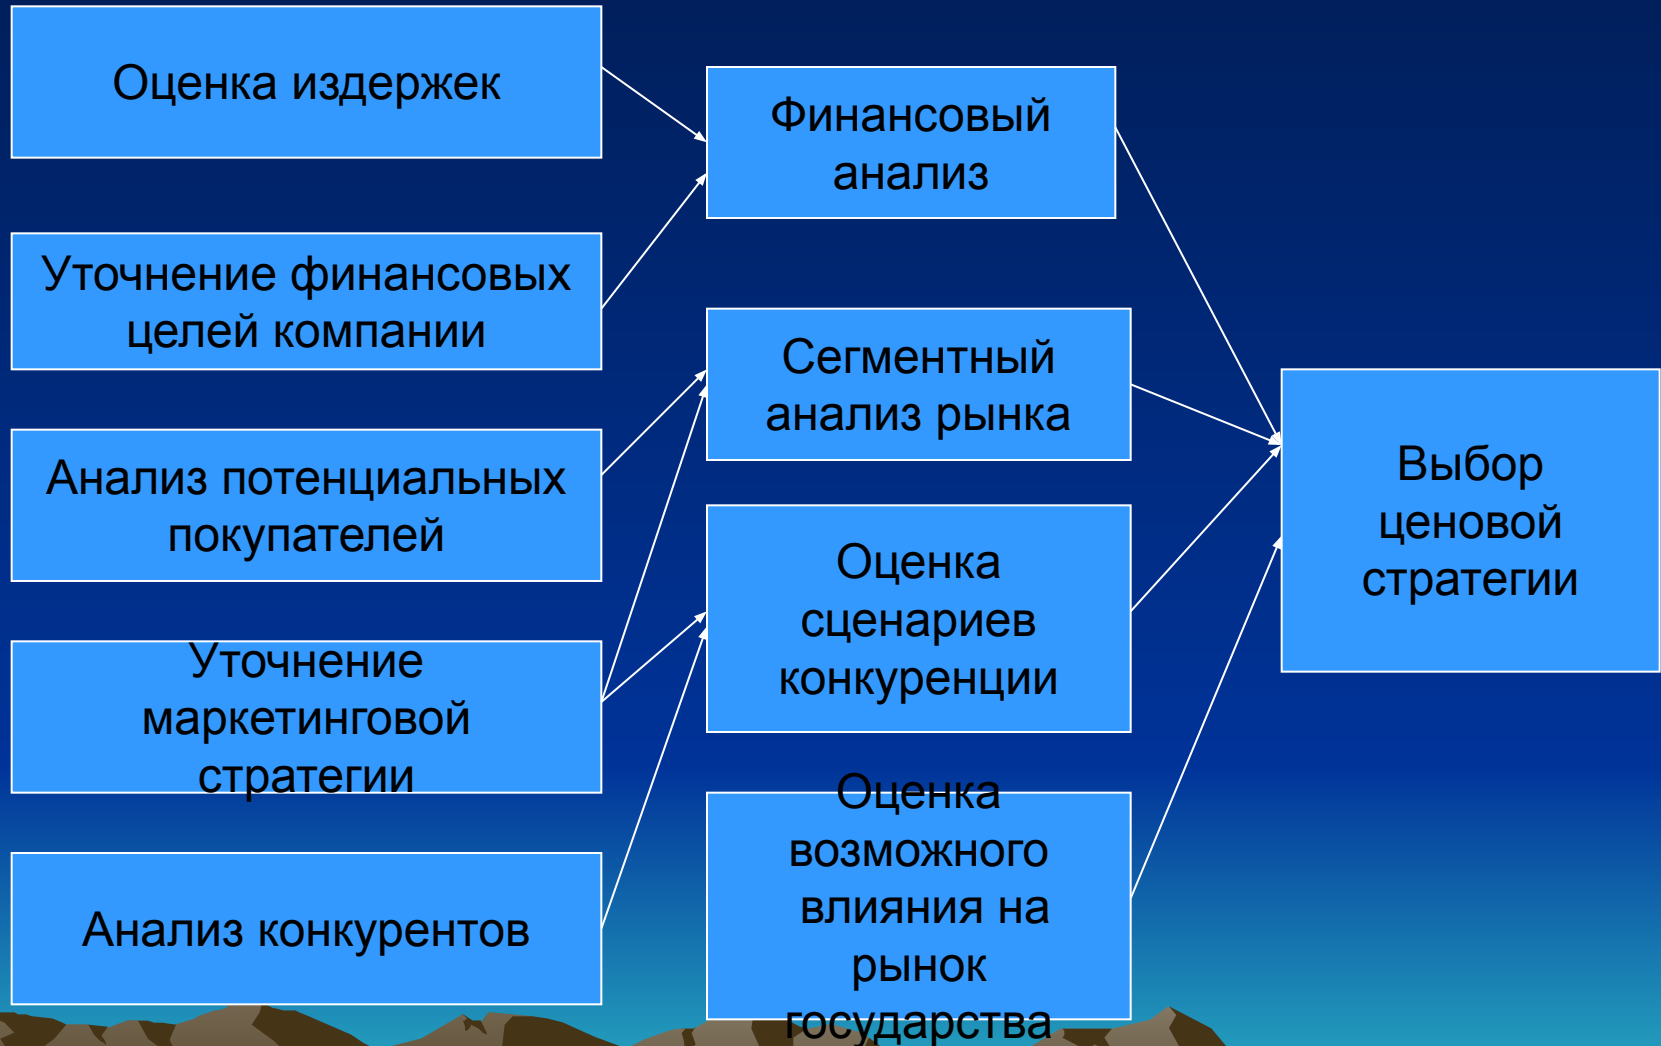 Оценка издержек
Уточнение финансовых
целей компании
Анализ потенциальных
покупателей
Уточнение
маркетинговой
стратегии
Анализ конкурентов
Финансовый
анализ
Сегментный
анализ рынка
Оценка
сценариев
конкуренции
Оценка
возможного
влияния на
рынок
государства
Выбор
ценовой
стратегии